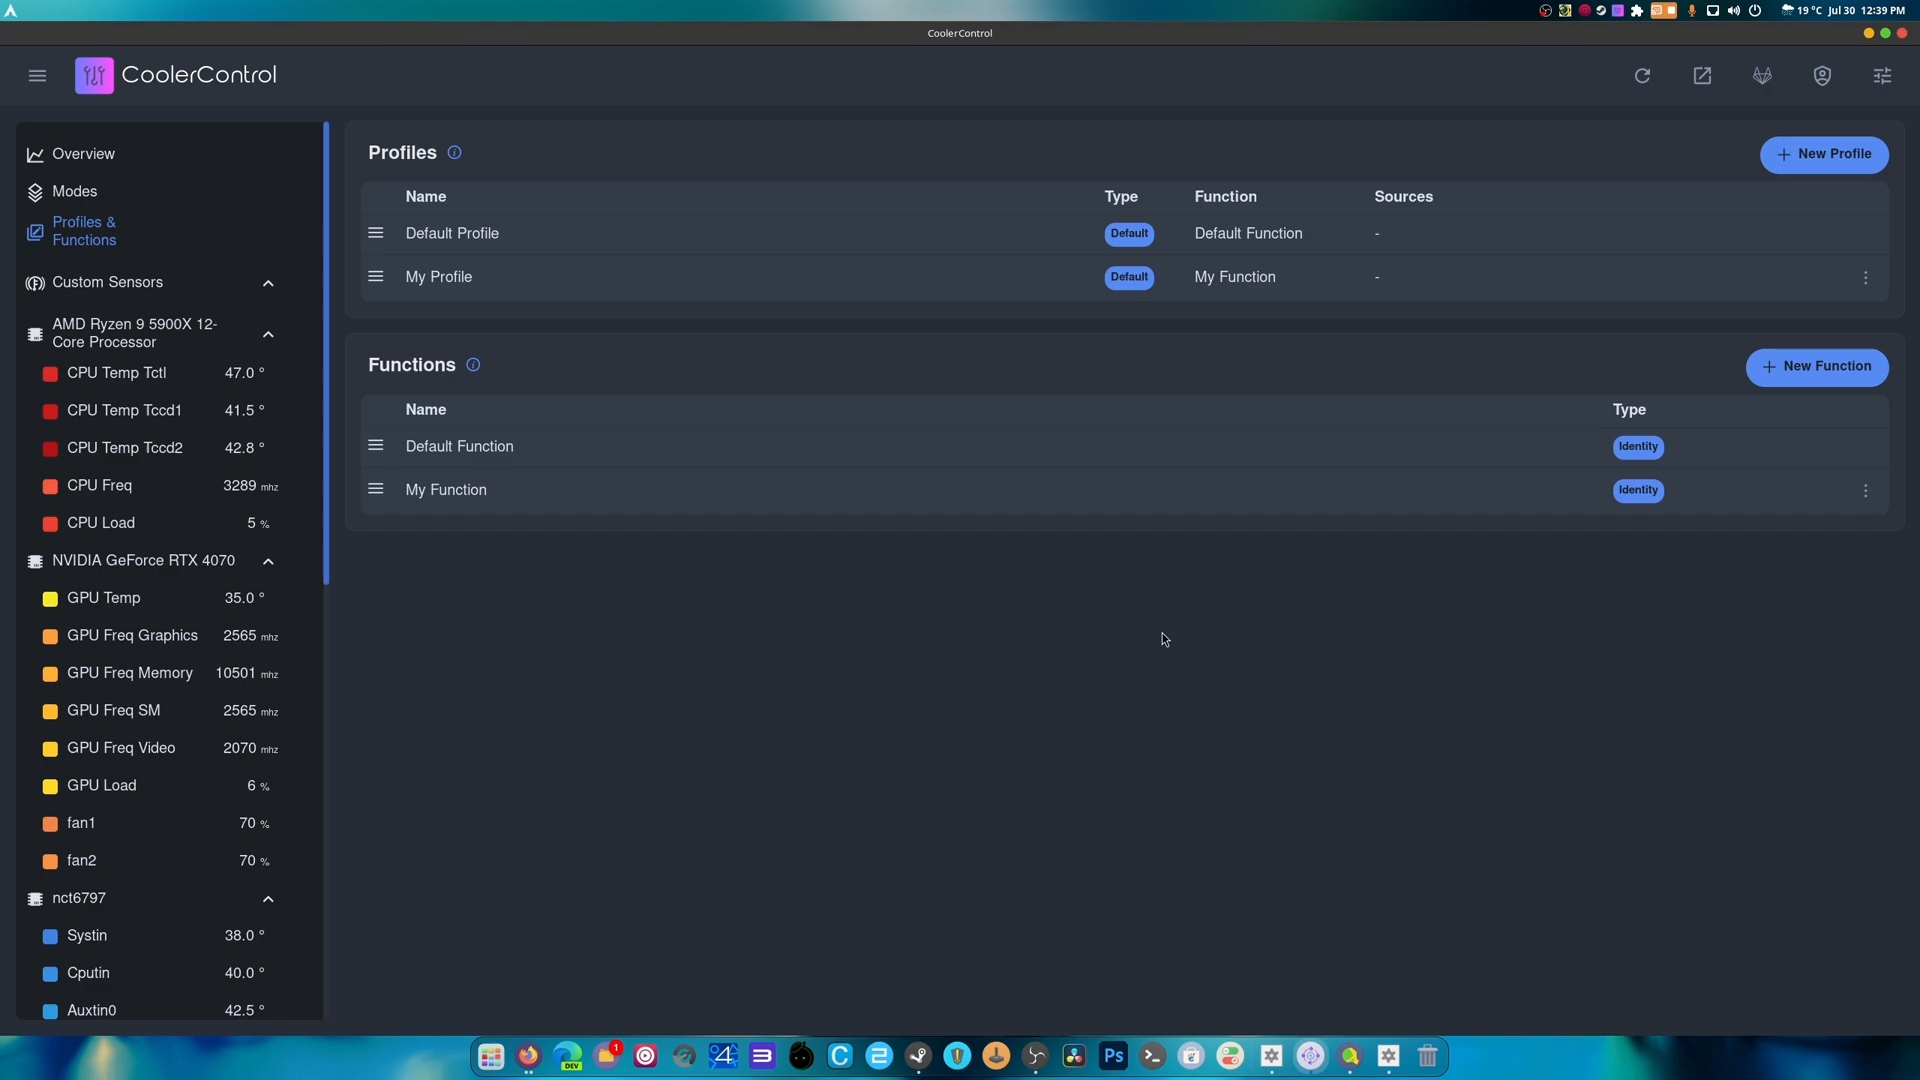 19 °C Jul 30 12:39 PM
CoolerControl
CoolerControl
Overview
Modes
Profiles &
Functions
Custom Sensors
AMD Ryzen 9 5900X 12-
Core Processor
CPU Temp Tctl 47.0 °
CPU Temp Tccd1 41.5 °
CPU Temp Tccd2 42.8 °
CPU Freq 3289 mhz
CPU Load 5 %
NVIDIA GeForce RTX 4070
GPU Temp 35.0 °
GPU Freq Graphics 2565 mhz
GPU Freq Memory 10501 mhz
GPU Freq SM 2565 mhz
GPU Freq Video 2070 mhz
GPU Load 6 %
fan1 70 %
fan2 70 %
nct6797
Systin 38.0 °
Cputin 40.0 °
Auxtin0 42.5 °
Profiles
+ New Profile
Name Type Function Sources
Default Profile Default Default Function -
My Profile Default My Function -
Functions
+ New Function
Name Type
Default Function Identity
My Function Identity
DEV
1
Ps